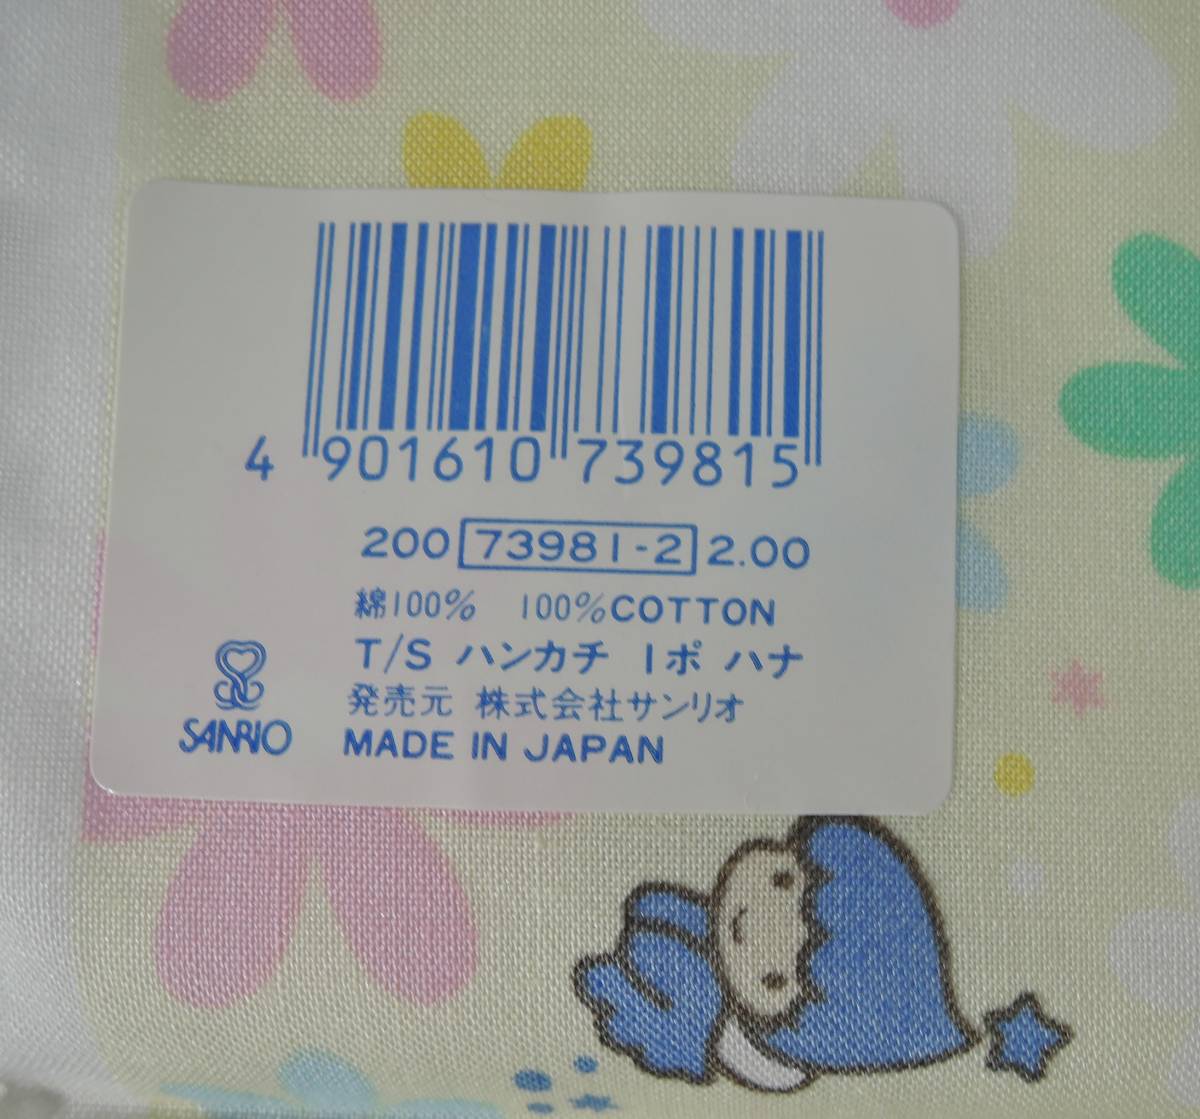 4 901610 739815
200 73981-2 2.00
綿100% 100%COTTON
T/S ハンカチ 1ポ ハナ
発売元 株式会社サンリオ
SANRIO
MADE IN JAPAN